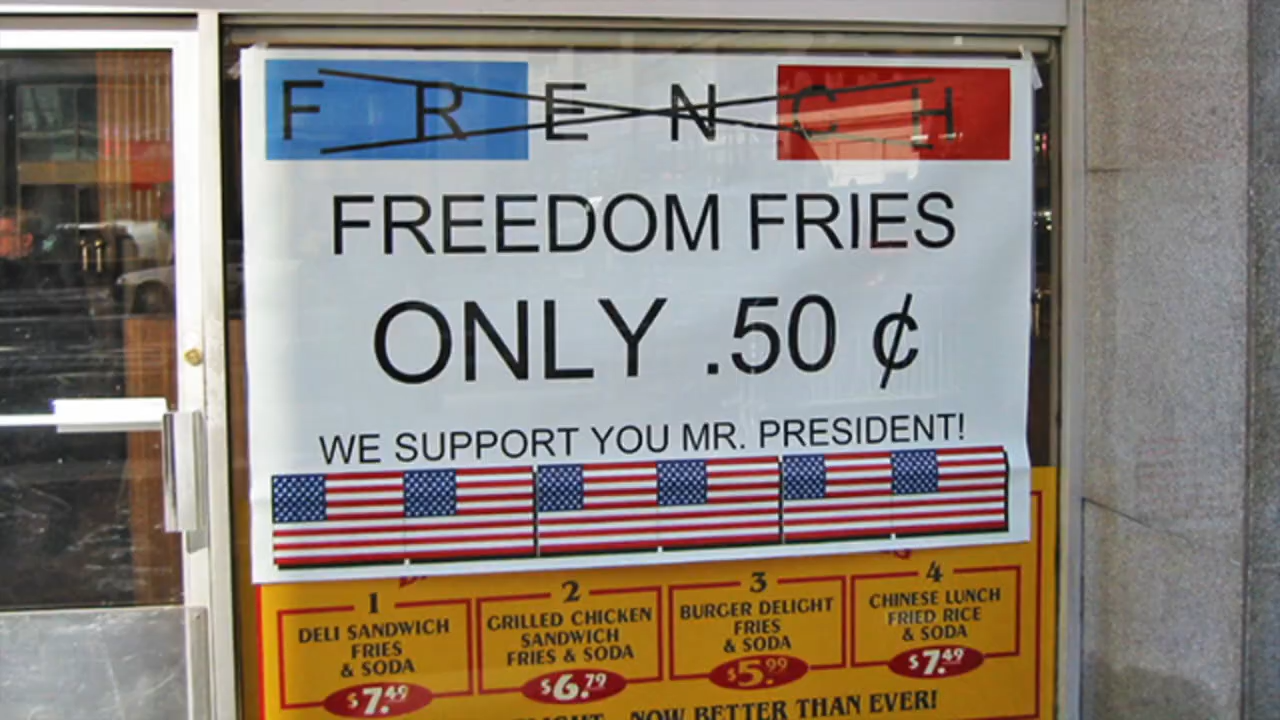 FRENCH
FREEDOM FRIES
ONLY .50 ¢
WE SUPPORT YOU MR. PRESIDENT!
1
DELI SANDWICH
FRIES
& SODA
$7.49
2
GRILLED CHICKEN
SANDWICH
FRIES & SODA
$6.79
3
BURGER DELIGHT
FRIES
& SODA
$5.99
4
CHINESE LUNCH
FRIED RICE
& SODA
$7.49
NOW BETTER THAN EVER!